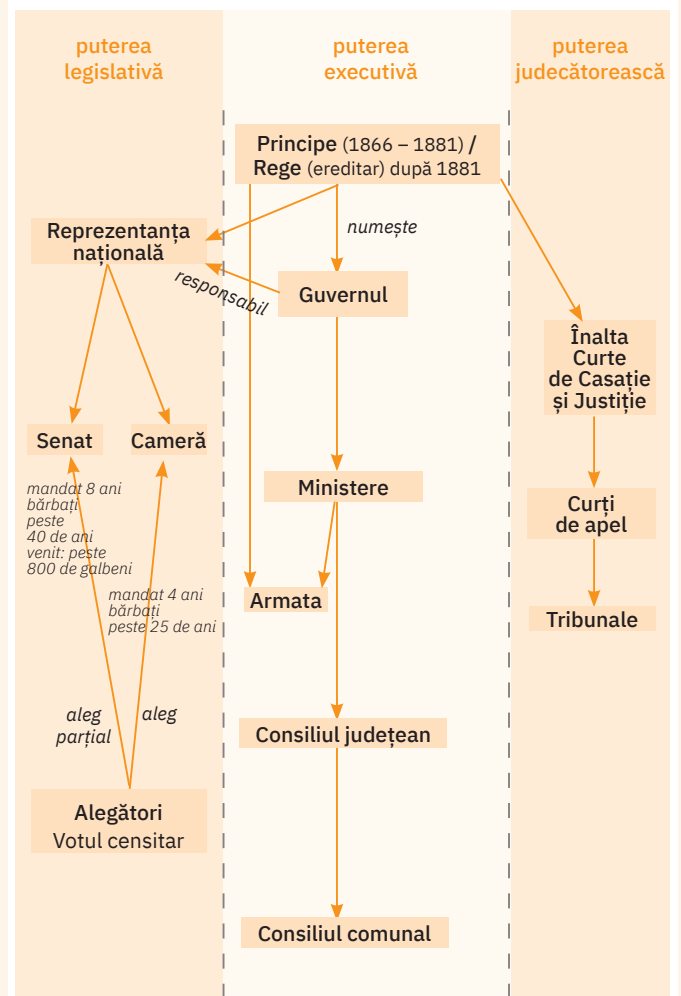 puterea
legislativă
puterea
executivă
puterea
judecătorească
Principe (1866 – 1881) /
Rege (ereditar) după 1881
Reprezentanța
națională
numește
responsabil
Guvernul
Înalta
Curte
de Casație
și Justiție
Senat
Cameră
Ministere
mandat 8 ani
bărbați
peste
40 de ani
venit: peste
800 de galbeni
Curți
de apel
mandat 4 ani
bărbați
peste 25 de ani
Armata
Tribunale
aleg
parțial
aleg
Consiliul județean
Alegători
Votul censitar
Consiliul comunal